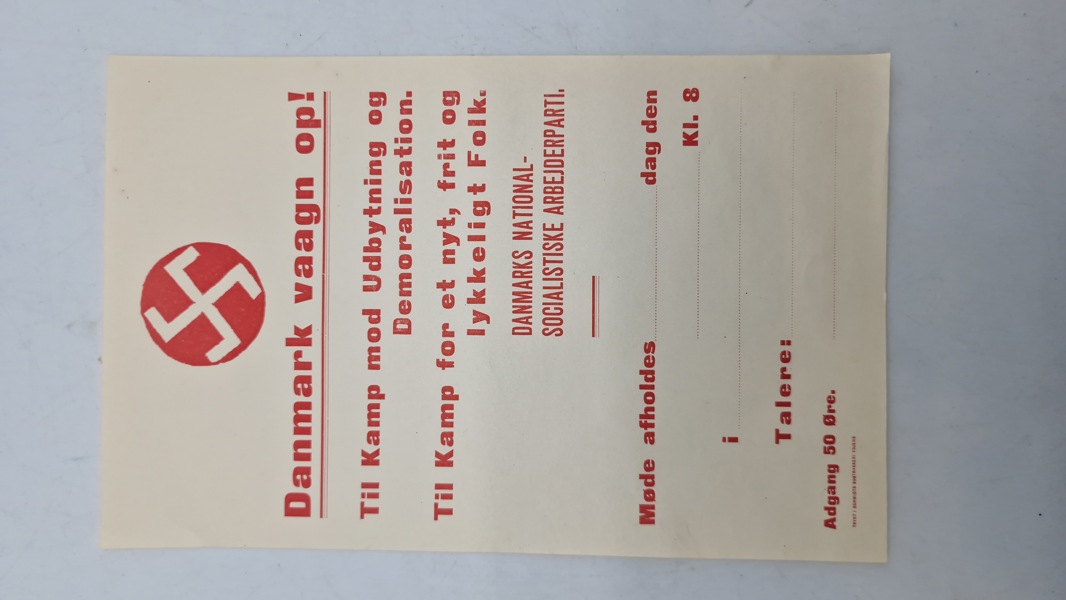 Danmark vaagn op!
Til Kamp mod Udbytning og
Demoralisation.
Til Kamp for et nyt, frit og
lykkeligt Folk.
DANMARKS NATIONAL-
SOCIALISTISKE ARBEJDERPARTI.
Møde afholdes dag den
Kl. 8
i
Talere:
Adgang 50 Øre.